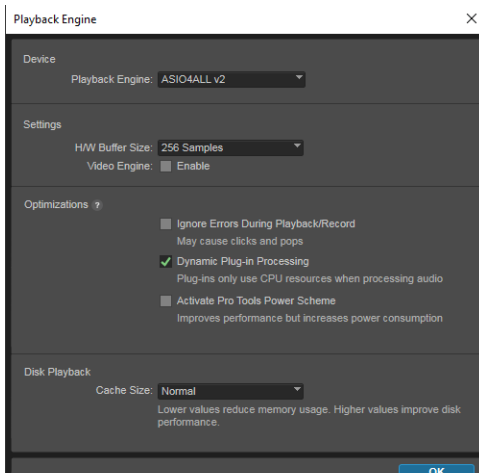 Playback Engine
Device
Playback Engine: ASIO4ALL v2
Settings
H/W Buffer Size: 256 Samples
Video Engine: Enable
Optimizations ?
Ignore Errors During Playback/Record
May cause clicks and pops
Dynamic Plug-in Processing
Plug-ins only use CPU resources when processing audio
Activate Pro Tools Power Scheme
Improves performance but increases power consumption
Disk Playback
Cache Size: Normal
Lower values reduce memory usage. Higher values improve disk
performance.
OK